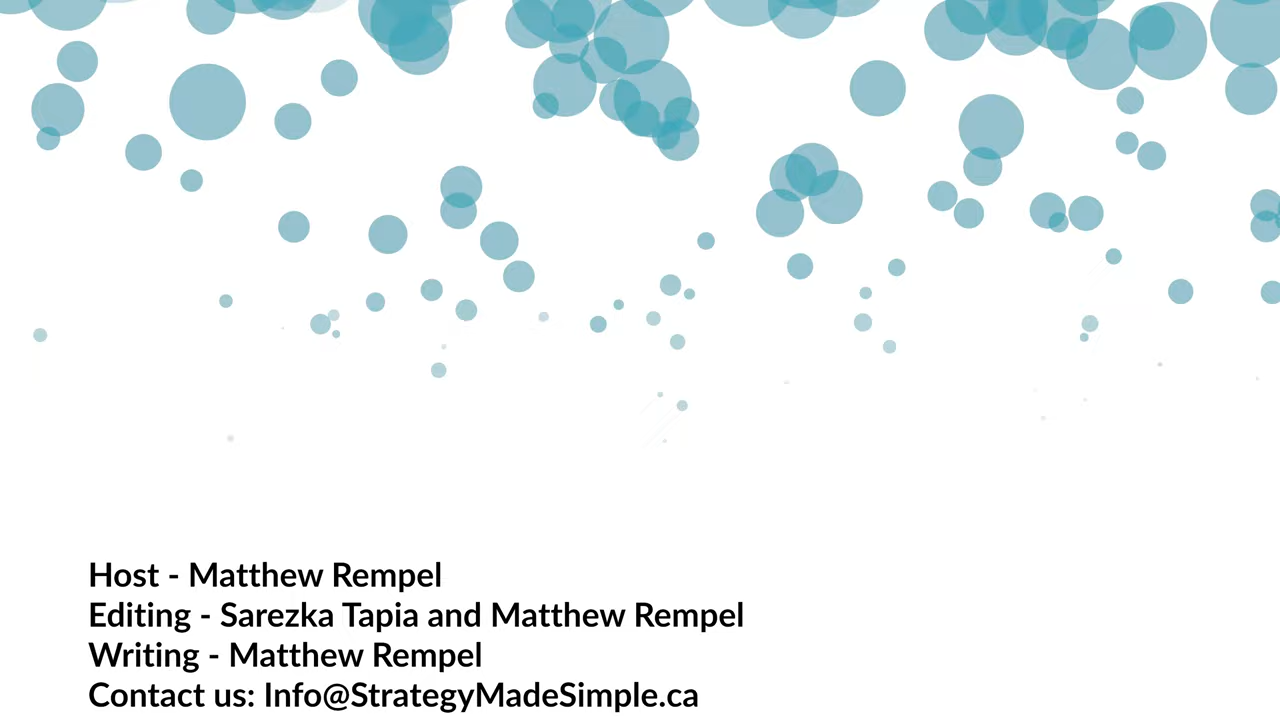 Host - Matthew Rempel
Editing - Sarezka Tapia and Matthew Rempel
Writing - Matthew Rempel
Contact us: Info@StrategyMadeSimple.ca